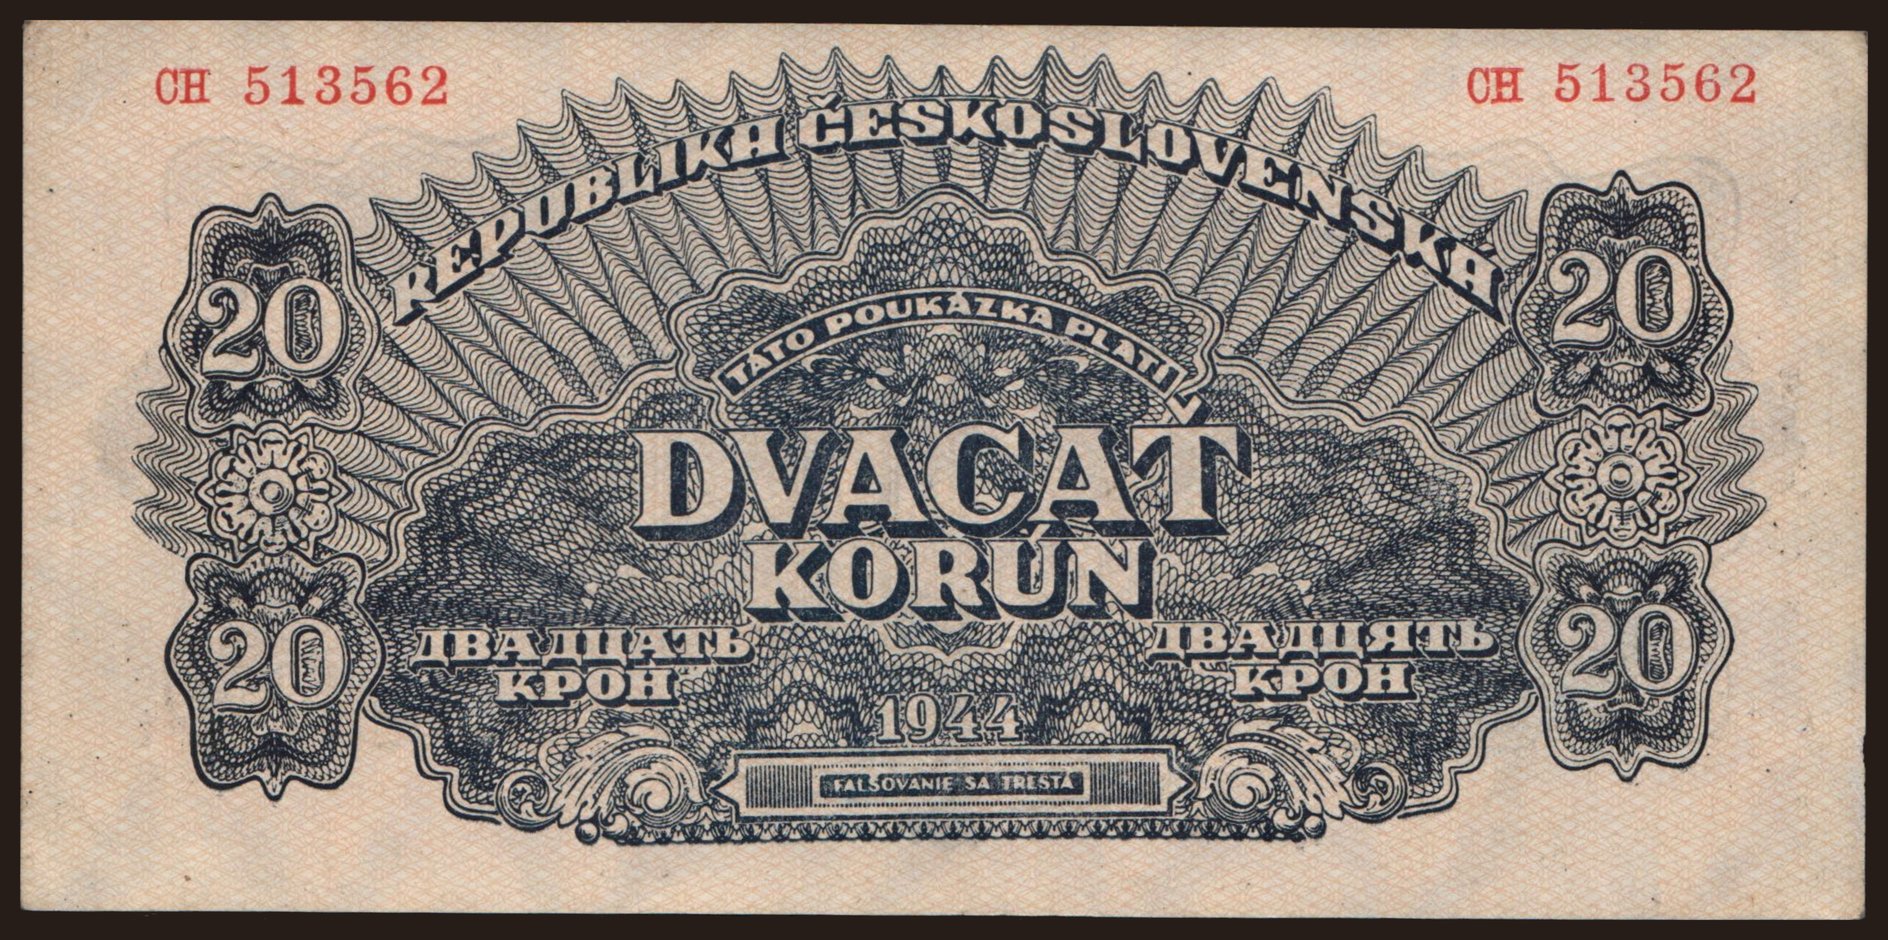 CH 513562
CH 513562
REPUBLIKA ČESKOSLOVENSKÁ
20
20
TÁTO POUKÁZKA PLATÍ
DVACAŤ
KORÚN
20
20
ДВАДЦАТЬ
КРОН
ДВАДЦЯТЬ
КРОН
1944
FALŠOVANIE SA TRESTÁ